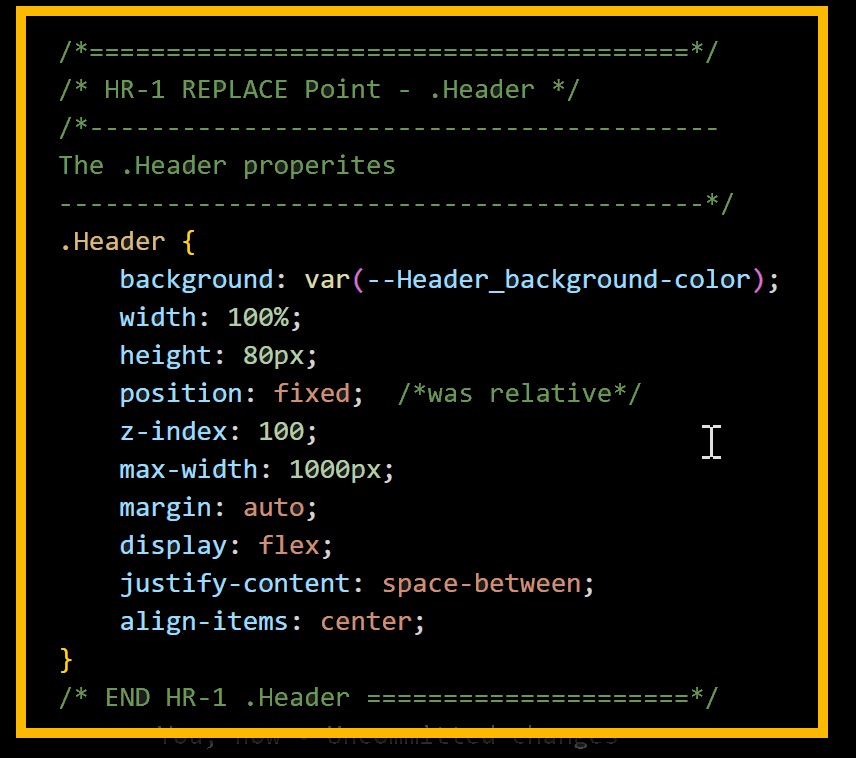 /*=======================================*/
/* HR-1 REPLACE Point - .Header */
/*-----------------------------------------
The .Header properites
------------------------------------------*/
.Header {
    background: var(--Header_background-color);
    width: 100%;
    height: 80px;
    position: fixed;  /*was relative*/
    z-index: 100;
    max-width: 1000px;
    margin: auto;
    display: flex;
    justify-content: space-between;
    align-items: center;
}
/* END HR-1 .Header =====================*/
You, now • Uncommitted changes